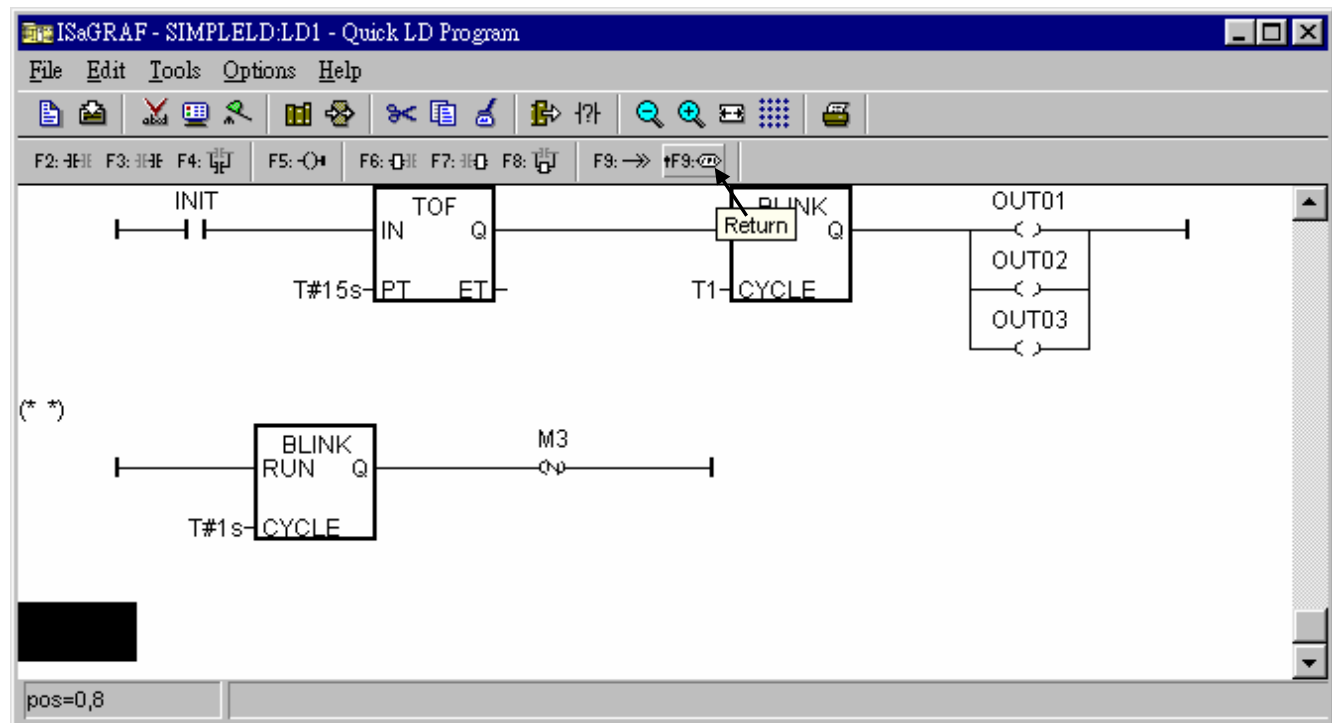 ISaGRAF - SIMPLELD:LD1 - Quick LD Program
File Edit Tools Options Help
F2: F3: F4: F5: F6: F7: F8: F9: F9:
INIT
TOF
IN Q
T#15s PT ET
Return
Q
T1 CYCLE
OUT01
OUT02
OUT03
(* *)
BLINK
RUN Q
T#1s CYCLE
M3
pos=0,8